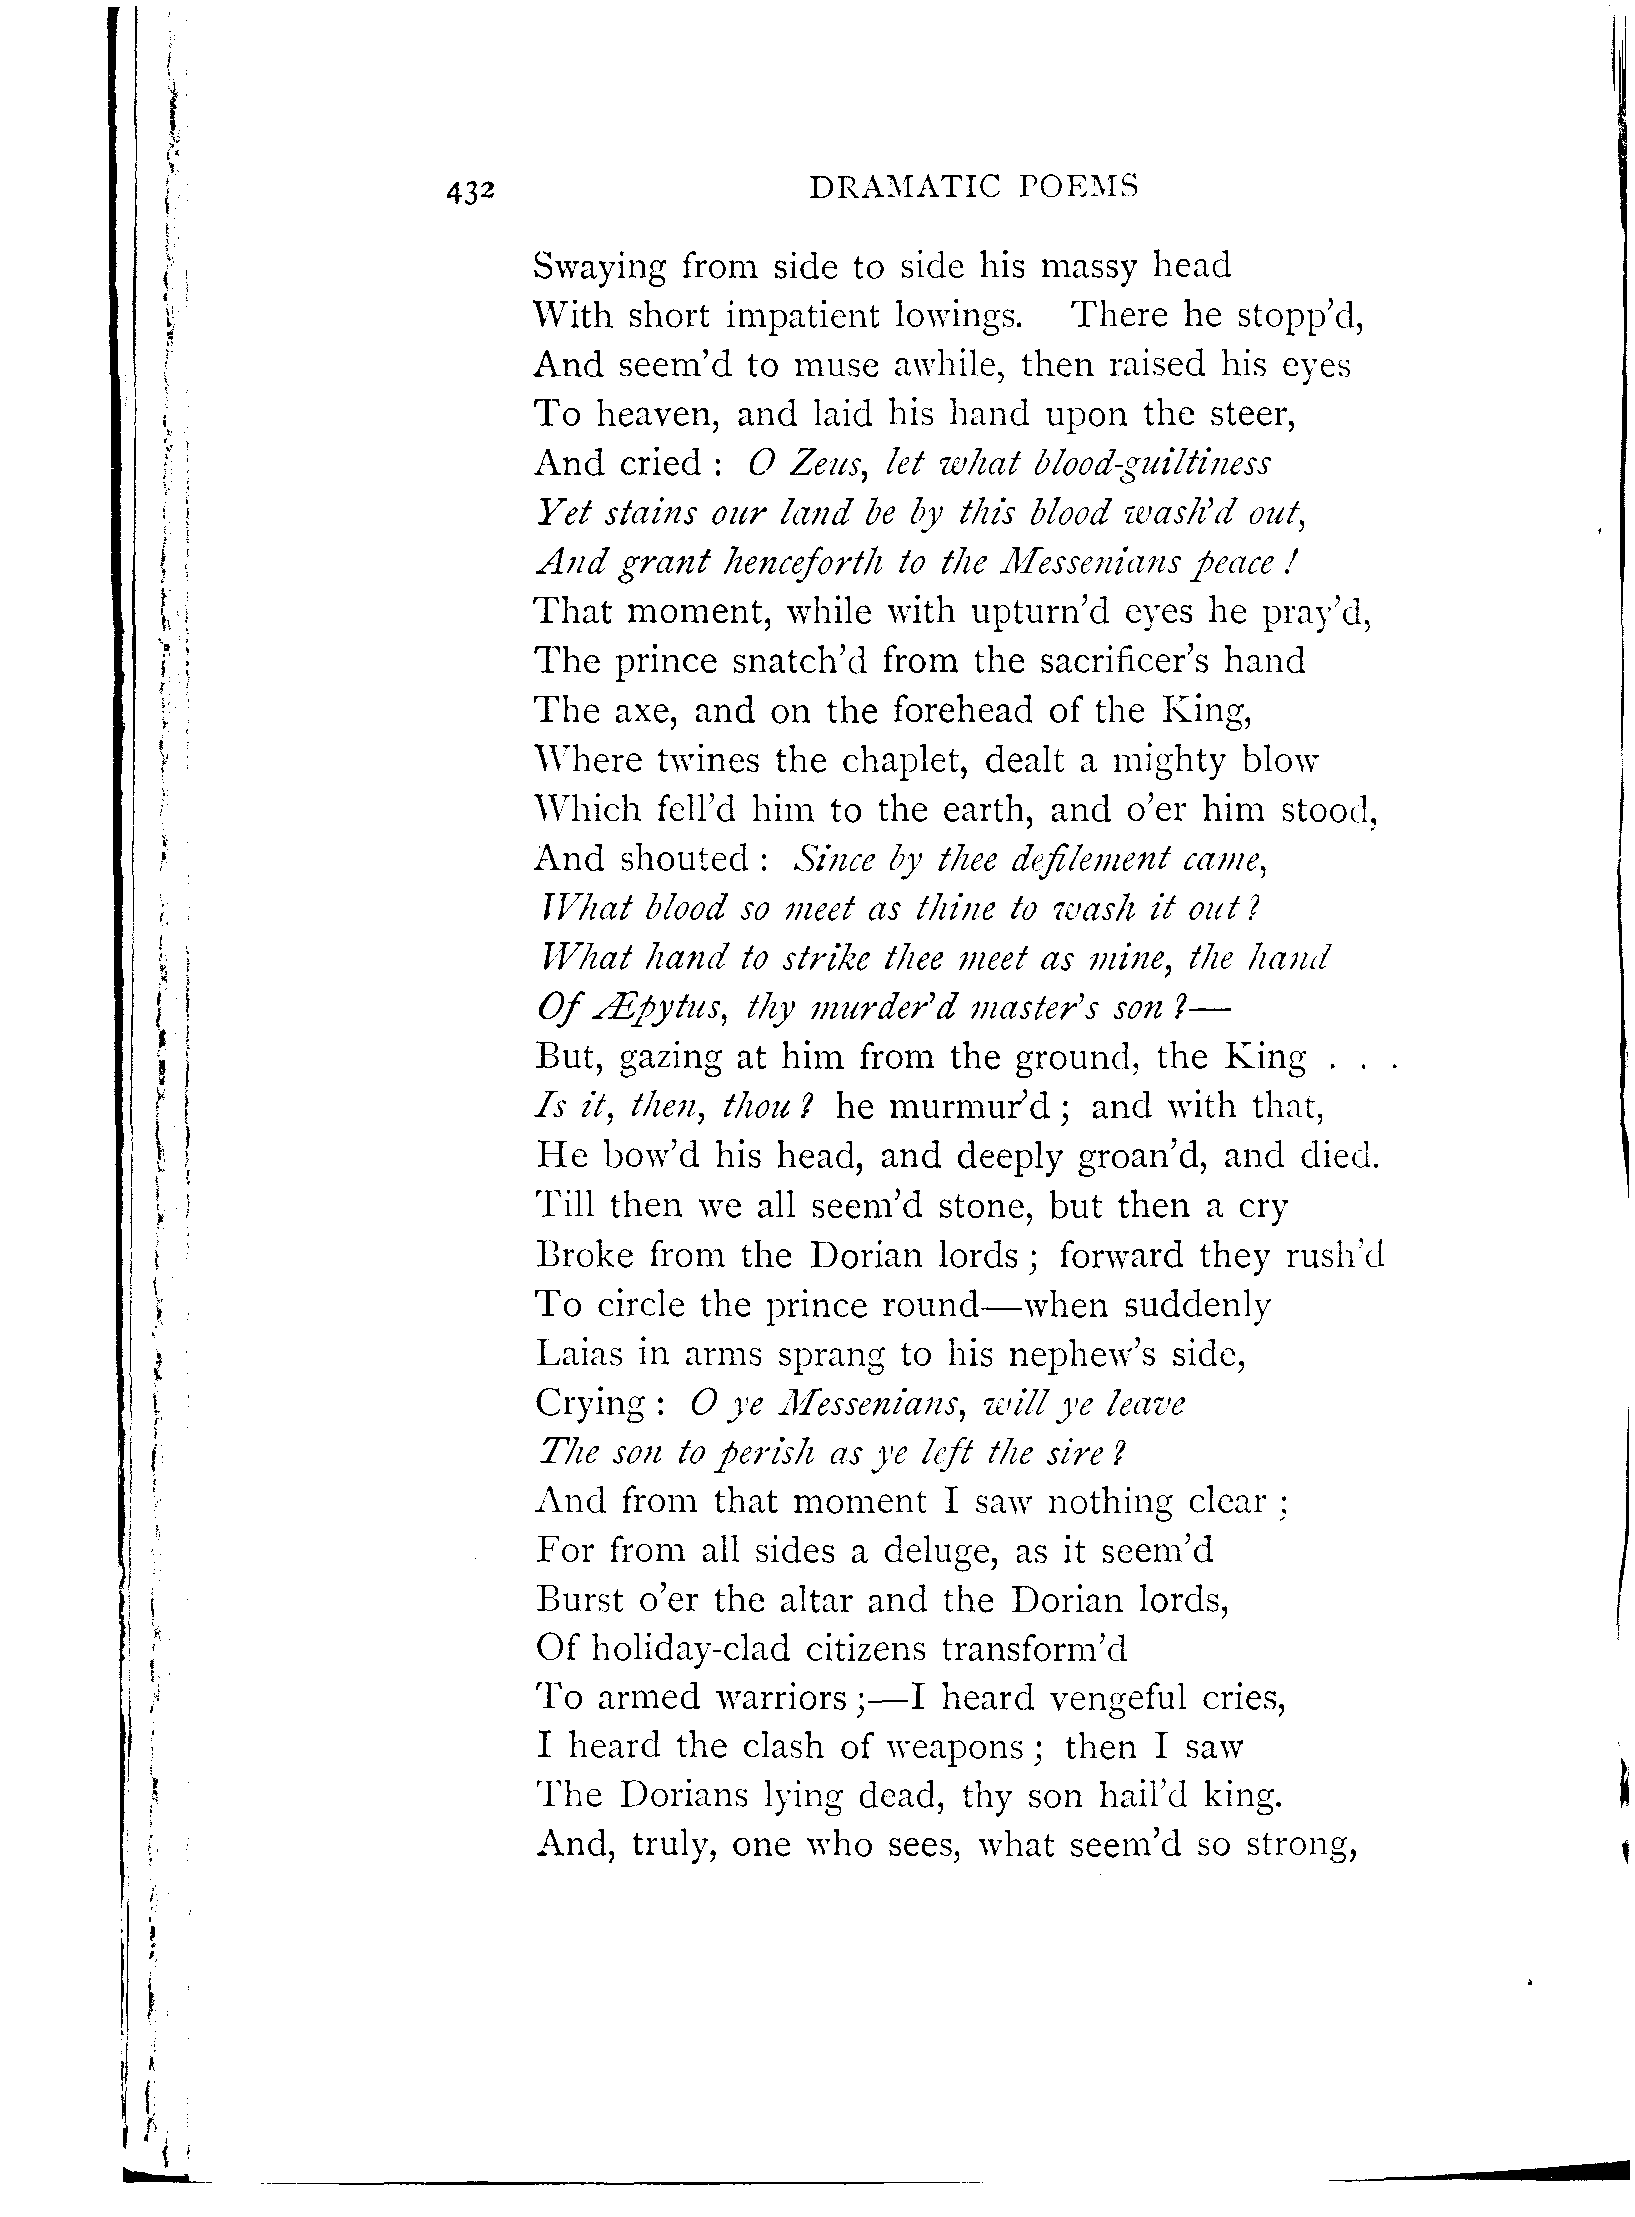 432 DRAMATIC POEMS
Swaying from side to side his massy head
With short impatient lowings. There he stopp'd,
And seem'd to muse awhile, then raised his eyes
To heaven, and laid his hand upon the steer,
And cried : O Zeus, let what blood-guiltiness
Yet stains our land be by this blood wash'd out,
And grant henceforth to the Messenians peace !
That moment, while with upturn'd eyes he pray'd,
The prince snatch'd from the sacrificer's hand
The axe, and on the forehead of the King,
Where twines the chaplet, dealt a mighty blow
Which fell'd him to the earth, and o'er him stood,
And shouted : Since by thee defilement came,
What blood so meet as thine to wash it out ?
What hand to strike thee meet as mine, the hand
Of Æpytus, thy murder'd master's son ?—
But, gazing at him from the ground, the King . . .
Is it, then, thou ? he murmur'd ; and with that,
He bow'd his head, and deeply groan'd, and died.
Till then we all seem'd stone, but then a cry
Broke from the Dorian lords ; forward they rush'd
To circle the prince round—when suddenly
Laias in arms sprang to his nephew's side,
Crying : O ye Messenians, will ye leave
The son to perish as ye left the sire ?
And from that moment I saw nothing clear ;
For from all sides a deluge, as it seem'd
Burst o'er the altar and the Dorian lords,
Of holiday-clad citizens transform'd
To armed warriors ;—I heard vengeful cries,
I heard the clash of weapons ; then I saw
The Dorians lying dead, thy son hail'd king.
And, truly, one who sees, what seem'd so strong,